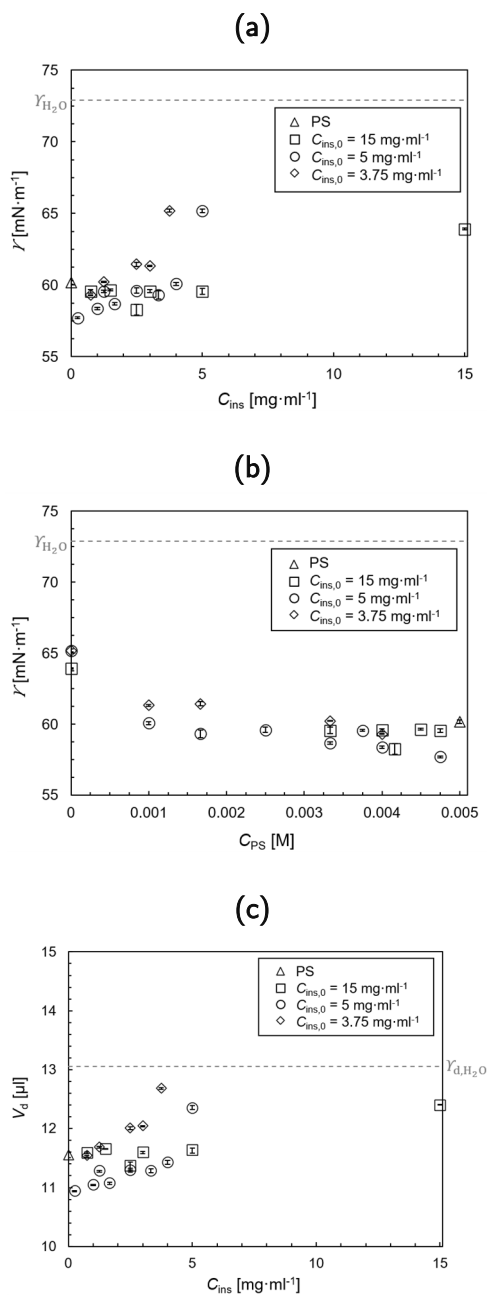 (a)
75
γH₂O
70
65
60
55
γ [mN·m⁻¹]
PS
Cins,0 = 15 mg·ml⁻¹
Cins,0 = 5 mg·ml⁻¹
Cins,0 = 3.75 mg·ml⁻¹
0 5 10 15
Cins [mg·ml⁻¹]
(b)
75
γH₂O
70
65
60
55
γ [mN·m⁻¹]
PS
Cins,0 = 15 mg·ml⁻¹
Cins,0 = 5 mg·ml⁻¹
Cins,0 = 3.75 mg·ml⁻¹
0 0.001 0.002 0.003 0.004 0.005
CPS [M]
(c)
15
14
13
12
11
10
Vd [µl]
PS
Cins,0 = 15 mg·ml⁻¹
Cins,0 = 5 mg·ml⁻¹
Cins,0 = 3.75 mg·ml⁻¹
γd,H₂O
0 5 10 15
Cins [mg·ml⁻¹]